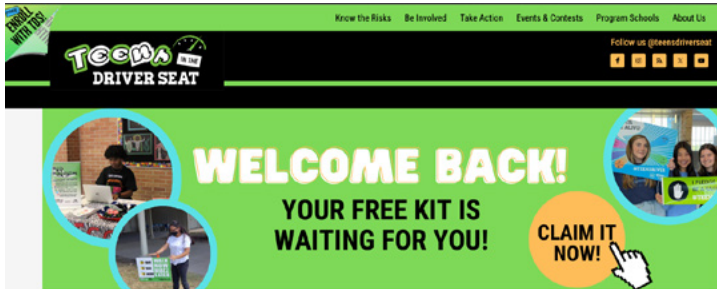 ENROLL
WITH TDS!
Know the Risks Be Involved Take Action Events & Contests Program Schools About Us
Follow us @teensdriverseat
TEENS IN THE
DRIVER SEAT
WELCOME BACK!
YOUR FREE KIT IS
WAITING FOR YOU!
CLAIM IT
NOW!